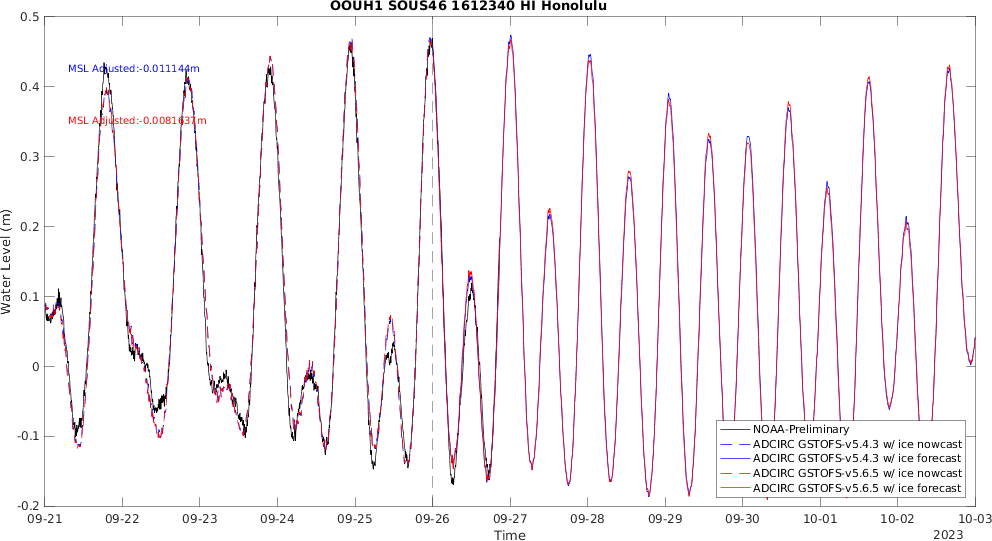 OOUH1 SOUS46 1612340 HI Honolulu
MSL Adjusted:-0.011144m
MSL Adjusted:-0.0081637m
Water Level (m)
0.5
0.4
0.3
0.2
0.1
0
-0.1
-0.2
NOAA-Preliminary
ADCIRC GSTOFS-v5.4.3 w/ ice nowcast
ADCIRC GSTOFS-v5.4.3 w/ ice forecast
ADCIRC GSTOFS-v5.6.5 w/ ice nowcast
ADCIRC GSTOFS-v5.6.5 w/ ice forecast
09-21 09-22 09-23 09-24 09-25 09-26 09-27 09-28 09-29 09-30 10-01 10-02 10-03
Time
2023